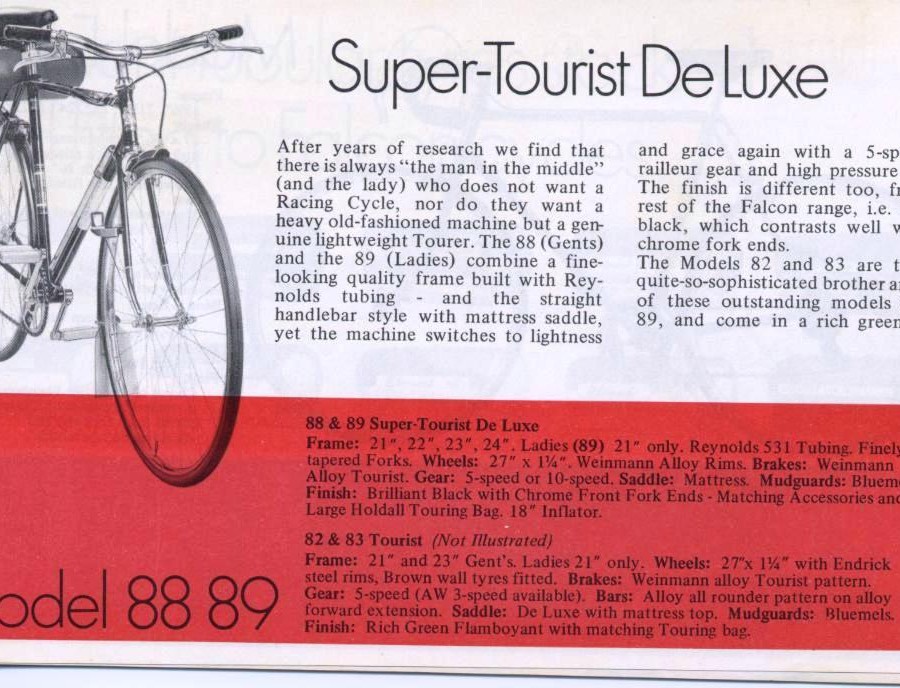 Super-Tourist De Luxe
After years of research we find that
there is always “the man in the middle”
(and the lady) who does not want a
Racing Cycle, nor do they want a
heavy old-fashioned machine but a gen-
uine lightweight Tourer. The 88 (Gents)
and the 89 (Ladies) combine a fine-
looking quality frame built with Rey-
nolds tubing - and the straight
handlebar style with mattress saddle,
yet the machine switches to lightness
and grace again with a 5-sp
railleur gear and high pressure
The finish is different too, fr
rest of the Falcon range, i.e.
black, which contrasts well w
chrome fork ends.
The Models 82 and 83 are t
quite-so-sophisticated brother a
of these outstanding models
89, and come in a rich green
88 & 89 Super-Tourist De Luxe
Frame: 21″, 22″, 23″, 24″. Ladies (89) 21″ only. Reynolds 531 Tubing. Finely
tapered Forks. Wheels: 27″ x 1¼″. Weinmann Alloy Rims. Brakes: Weinmann
Alloy Tourist. Gear: 5-speed or 10-speed. Saddle: Mattress. Mudguards: Bluem
Finish: Brilliant Black with Chrome Front Fork Ends - Matching Accessories and
Large Holdall Touring Bag. 18″ Inflator.
82 & 83 Tourist (Not Illustrated)
Frame: 21″ and 23″ Gent's. Ladies 21″ only. Wheels: 27″x 1¼″ with Endrick
steel rims, Brown wall tyres fitted. Brakes: Weinmann alloy Tourist pattern.
Gear: 5-speed (AW 3-speed available). Bars: Alloy all rounder pattern on alloy
forward extension. Saddle: De Luxe with mattress top. Mudguards: Bluemels.
Finish: Rich Green Flamboyant with matching Touring bag.
odel 88 89